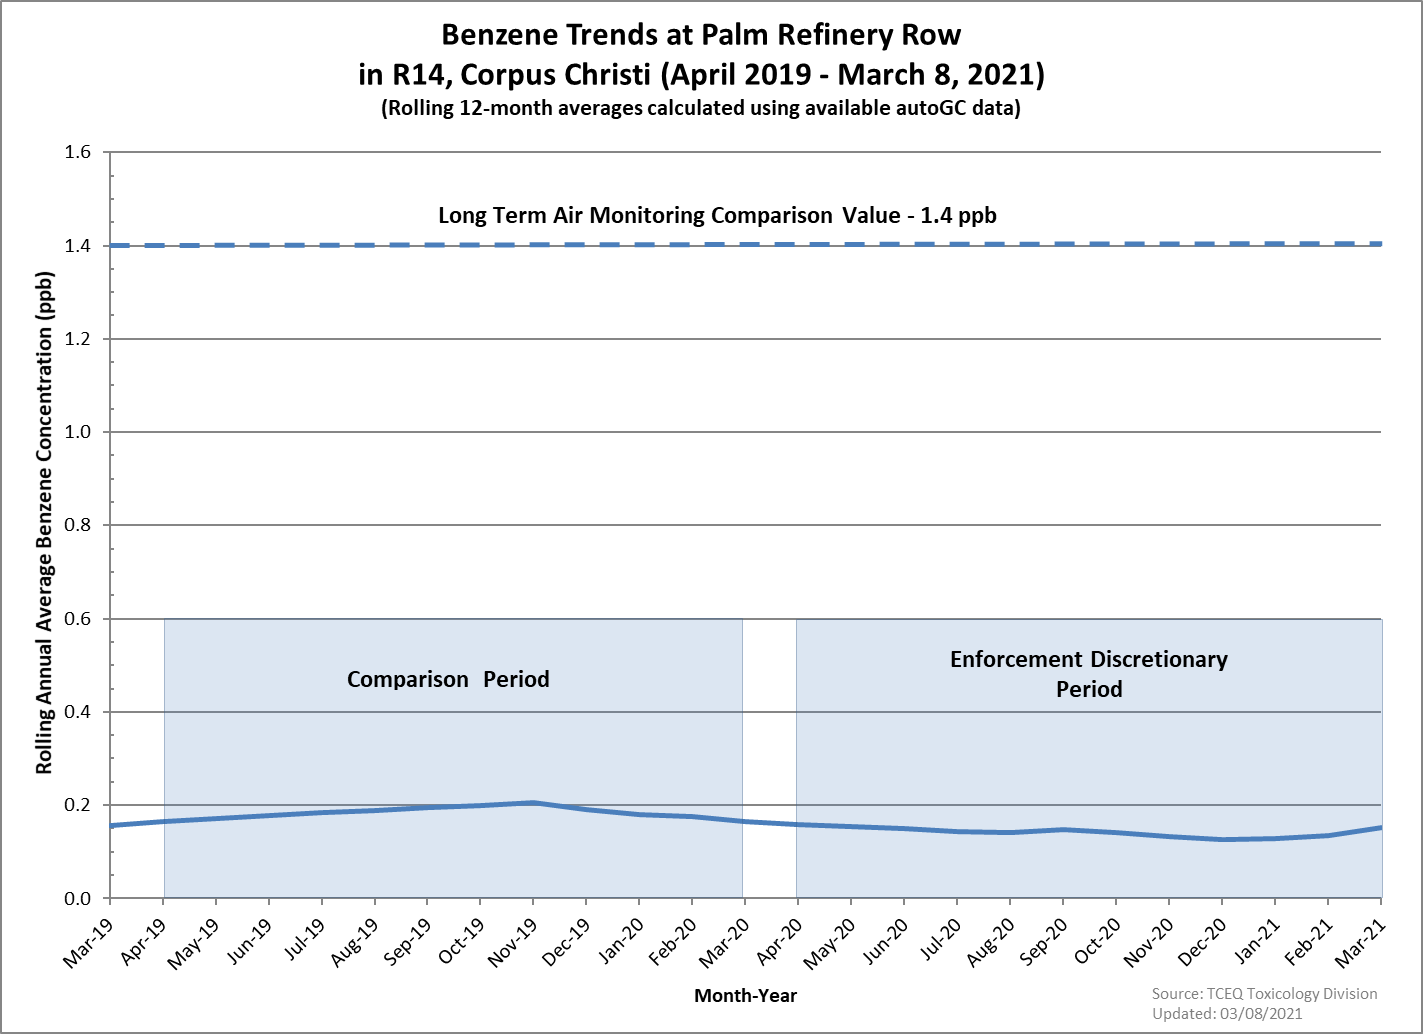 Benzene Trends at Palm Refinery Row
in R14, Corpus Christi (April 2019 - March 8, 2021)
(Rolling 12-month averages calculated using available autoGC data)
Rolling Annual Average Benzene Concentration (ppb)
1.6
1.4
1.2
1.0
0.8
0.6
0.4
0.2
0.0
Long Term Air Monitoring Comparison Value - 1.4 ppb
Comparison Period
Enforcement Discretionary
Period
Mar-19
Apr-19
May-19
Jun-19
Jul-19
Aug-19
Sep-19
Oct-19
Nov-19
Dec-19
Jan-20
Feb-20
Mar-20
Apr-20
May-20
Jun-20
Jul-20
Aug-20
Sep-20
Oct-20
Nov-20
Dec-20
Jan-21
Feb-21
Mar-21
Month-Year
Source: TCEQ Toxicology Division
Updated: 03/08/2021